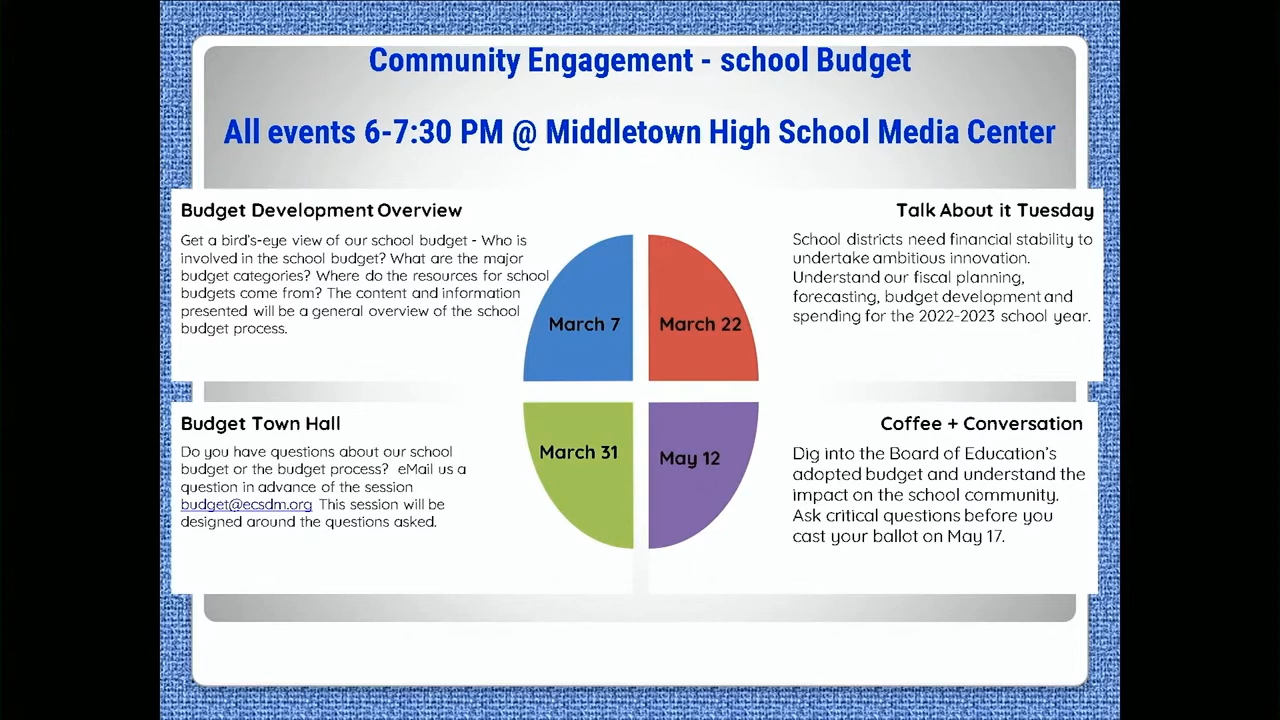 Community Engagement - school Budget
All events 6-7:30 PM @ Middletown High School Media Center
Budget Development Overview
Get a bird's-eye view of our school budget - Who is
involved in the school budget? What are the major
budget categories? Where do the resources for school
budgets come from? The content and information
presented will be a general overview of the school
budget process.
March 7
March 22
Talk About it Tuesday
School districts need financial stability to
undertake ambitious innovation.
Understand our fiscal planning,
forecasting, budget development and
spending for the 2022-2023 school year.
Budget Town Hall
Do you have questions about our school
budget or the budget process? eMail us a
question in advance of the session
budget@ecsdm.org This session will be
designed around the questions asked.
March 31
May 12
Coffee + Conversation
Dig into the Board of Education's
adopted budget and understand the
impact on the school community.
Ask critical questions before you
cast your ballot on May 17.